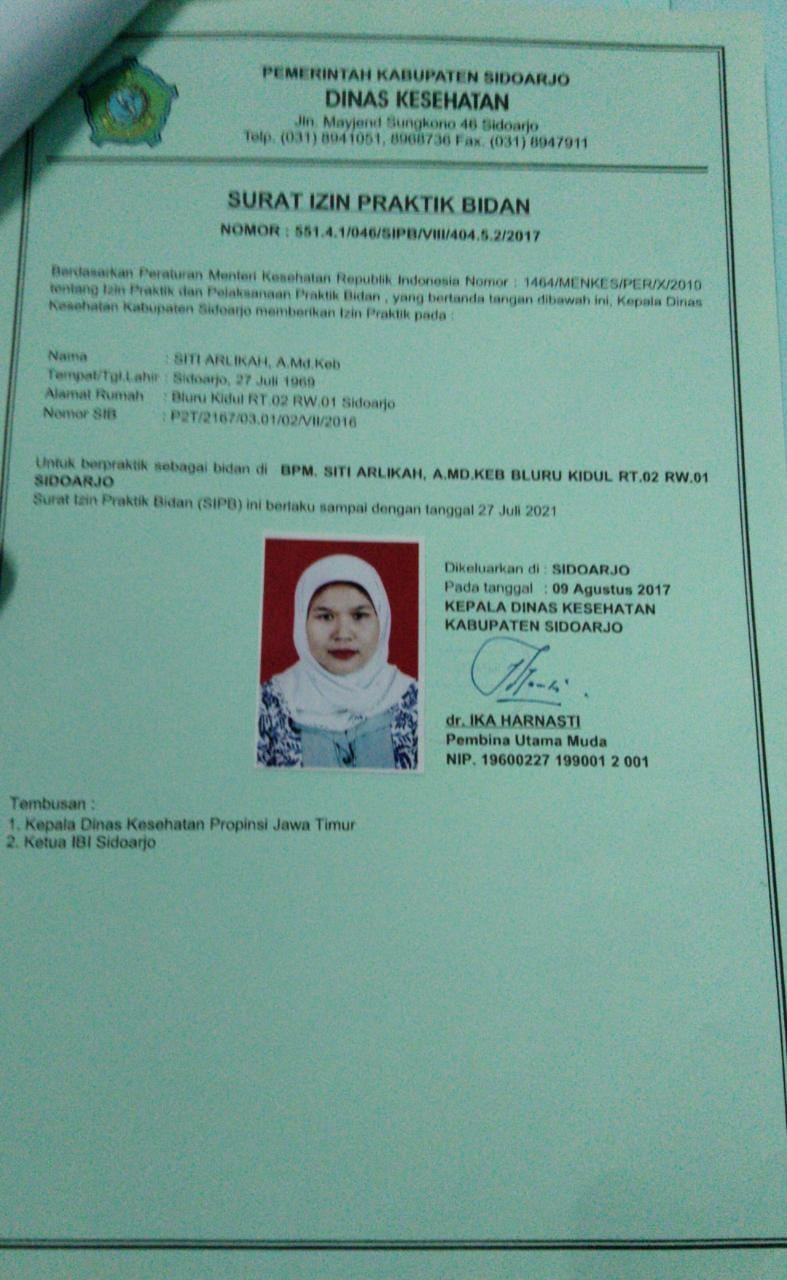 PEMERINTAH KABUPATEN SIDOARJO
DINAS KESEHATAN
Jln. Mayjend Sungkono 46 Sidoarjo
Telp. (031) 8941051, 8968736 Fax. (031) 8947911
SURAT IZIN PRAKTIK BIDAN
NOMOR : 551.4.1/046/SIPB/VIII/404.5.2/2017
Berdasarkan Peraturan Menteri Kesehatan Republik Indonesia Nomor : 1464/MENKES/PER/X/2010
tentang Izin Praktik dan Pelaksanaan Praktik Bidan , yang bertanda tangan dibawah ini, Kepala Dinas
Kesehatan Kabupaten Sidoarjo memberikan Izin Praktik pada :
Nama : SITI ARLIKAH, A.Md.Keb
Tempat/Tgl.Lahir : Sidoarjo, 27 Juli 1969
Alamat Rumah : Bluru Kidul RT.02 RW.01 Sidoarjo
Nomor SIB : P2T/2167/03.01/02/VII/2016
Untuk berpraktik sebagai bidan di BPM. SITI ARLIKAH, A.MD.KEB BLURU KIDUL RT.02 RW.01
SIDOARJO
Surat Izin Praktik Bidan (SIPB) ini berlaku sampai dengan tanggal 27 Juli 2021
Dikeluarkan di : SIDOARJO
Pada tanggal : 09 Agustus 2017
KEPALA DINAS KESEHATAN
KABUPATEN SIDOARJO
dr. IKA HARNASTI
Pembina Utama Muda
NIP. 19600227 199001 2 001
Tembusan :
1. Kepala Dinas Kesehatan Propinsi Jawa Timur
2. Ketua IBI Sidoarjo